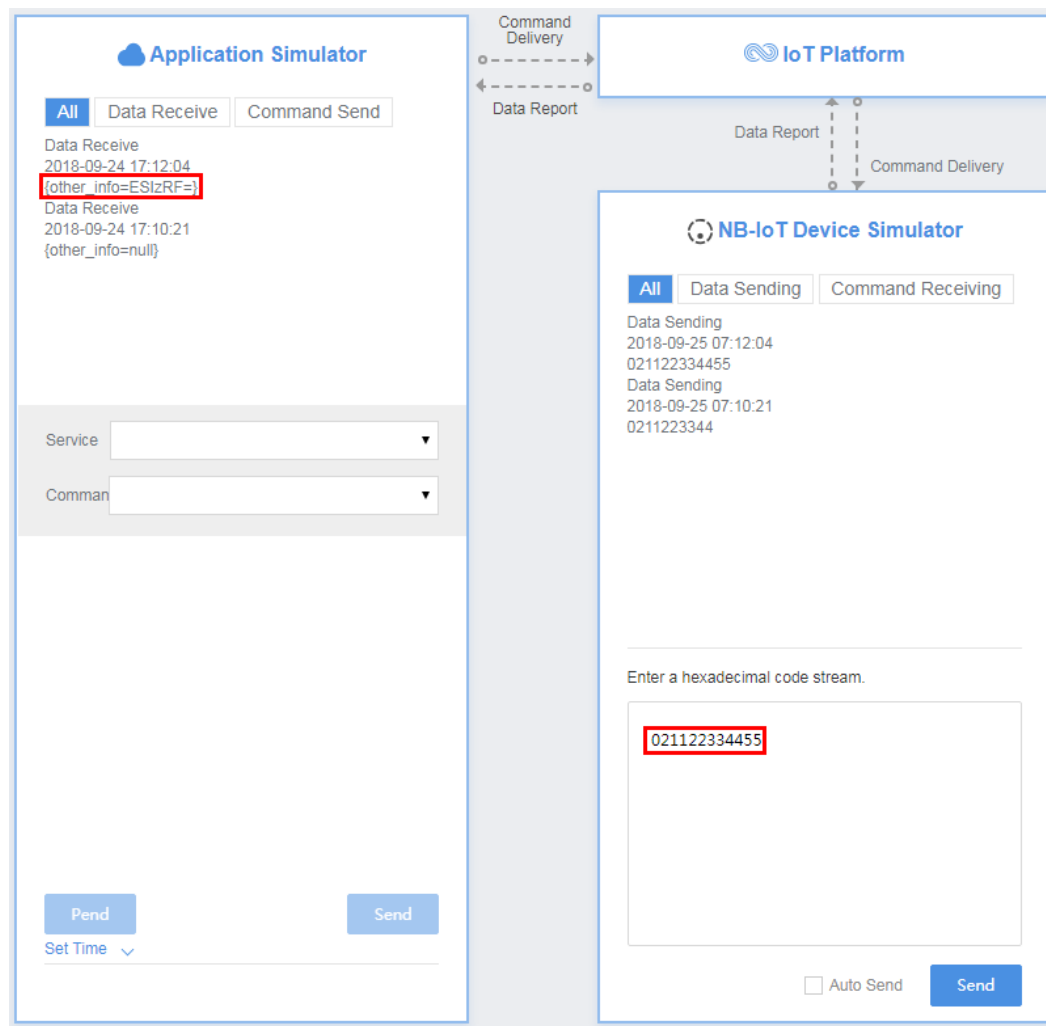 Application Simulator
All Data Receive Command Send
Data Receive
2018-09-24 17:12:04
{other_info=ESIzRF=}
Data Receive
2018-09-24 17:10:21
{other_info=null}
Service
Comman
Pend Send
Set Time
Command
Delivery
Data Report
IoT Platform
Data Report
Command Delivery
NB-IoT Device Simulator
All Data Sending Command Receiving
Data Sending
2018-09-25 07:12:04
021122334455
Data Sending
2018-09-25 07:10:21
0211223344
Enter a hexadecimal code stream.
021122334455
Auto Send Send